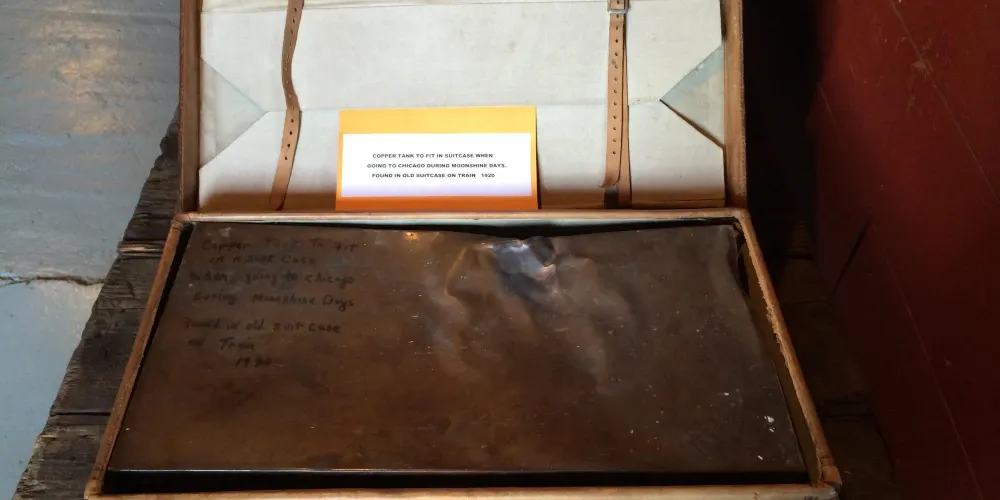 COPPER TANK TO FIT IN SUITCASE WHEN
GOING TO CHICAGO DURING MOONSHINE DAYS.
FOUND IN OLD SUITCASE ON TRAIN 1920
Copper Tank To Fit
in a Suit Case
when going to Chicago
During Moonshine Days
Found in old Suit Case
on Train